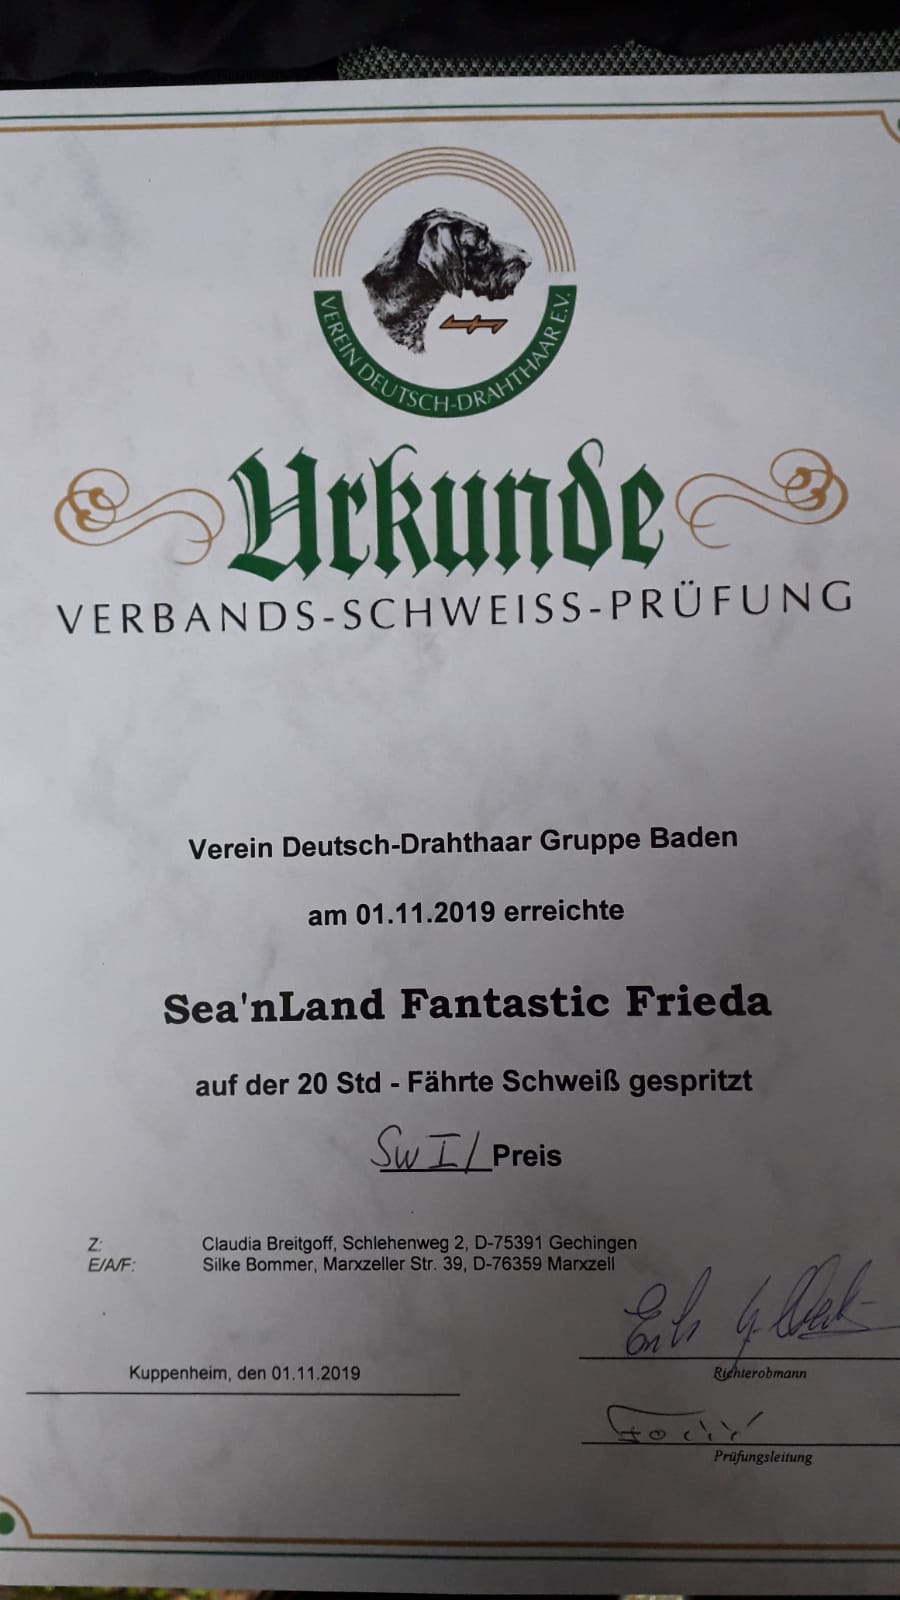 VEREIN DEUTSCH-DRAHTHAAR E.V.
Urkunde
VERBANDS-SCHWEISS-PRÜFUNG
Verein Deutsch-Drahthaar Gruppe Baden
am 01.11.2019 erreichte
Sea'nLand Fantastic Frieda
auf der 20 Std - Fährte Schweiß gespritzt
Sw I/ Preis
Z: Claudia Breitgoff, Schlehenweg 2, D-75391 Gechingen
E/A/F: Silke Bommer, Marxzeller Str. 39, D-76359 Marxzell
Kuppenheim, den 01.11.2019
Richterobmann
Prüfungsleitung